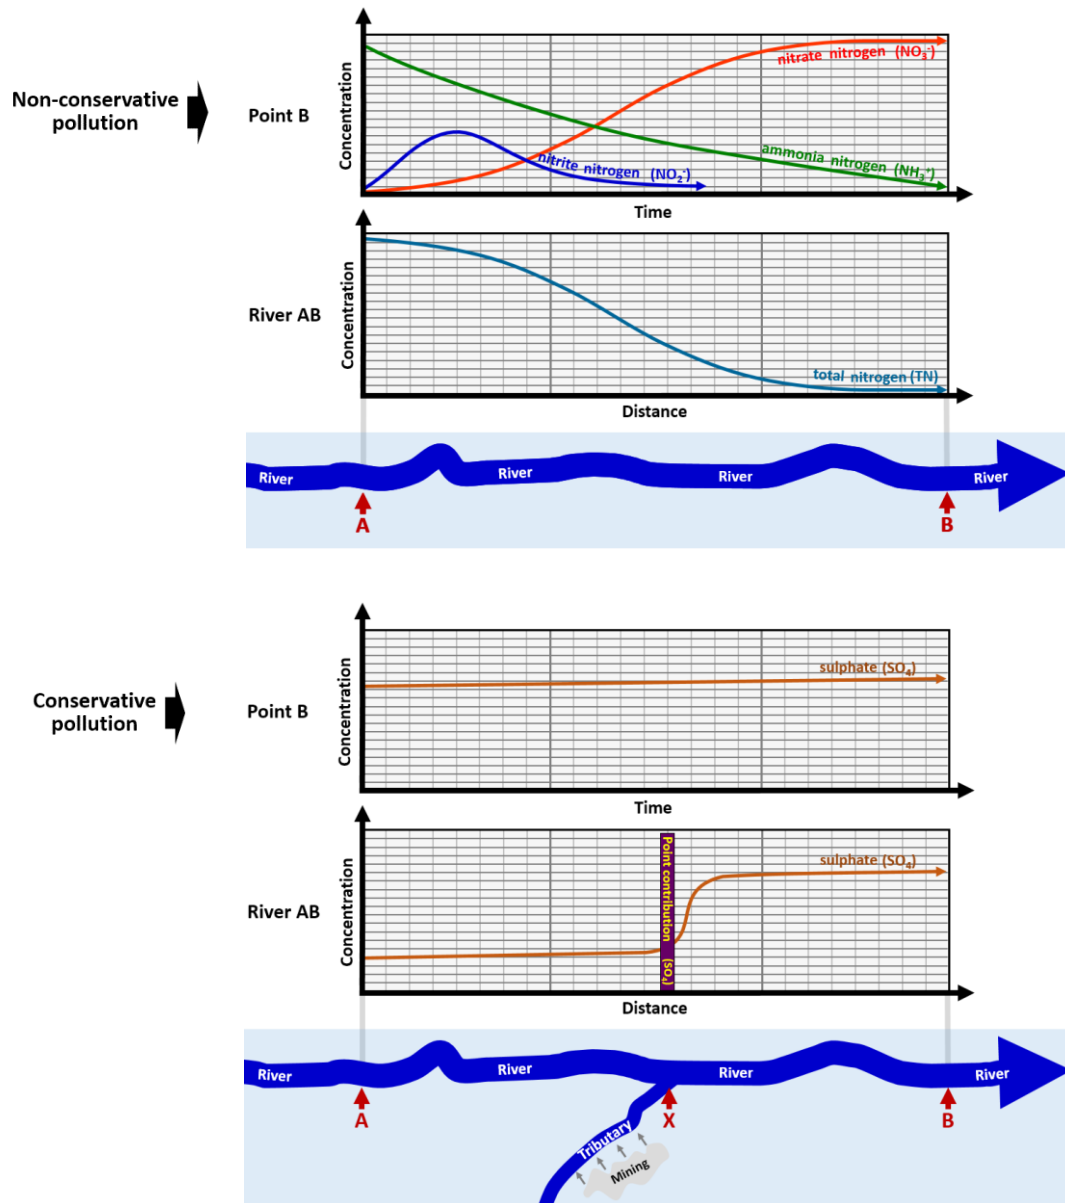 Non-conservative
pollution
Point B
Concentration
nitrate nitrogen (NO₃⁻)
nitrite nitrogen (NO₂⁻)
ammonia nitrogen (NH₃⁺)
Time
River AB
Concentration
total nitrogen (TN)
Distance
River
River
River
River
A
B
Conservative
pollution
Point B
Concentration
sulphate (SO₄)
Time
River AB
Concentration
Point contribution (SO₄)
sulphate (SO₄)
Distance
River
River
River
River
A
X
B
Tributary
Mining